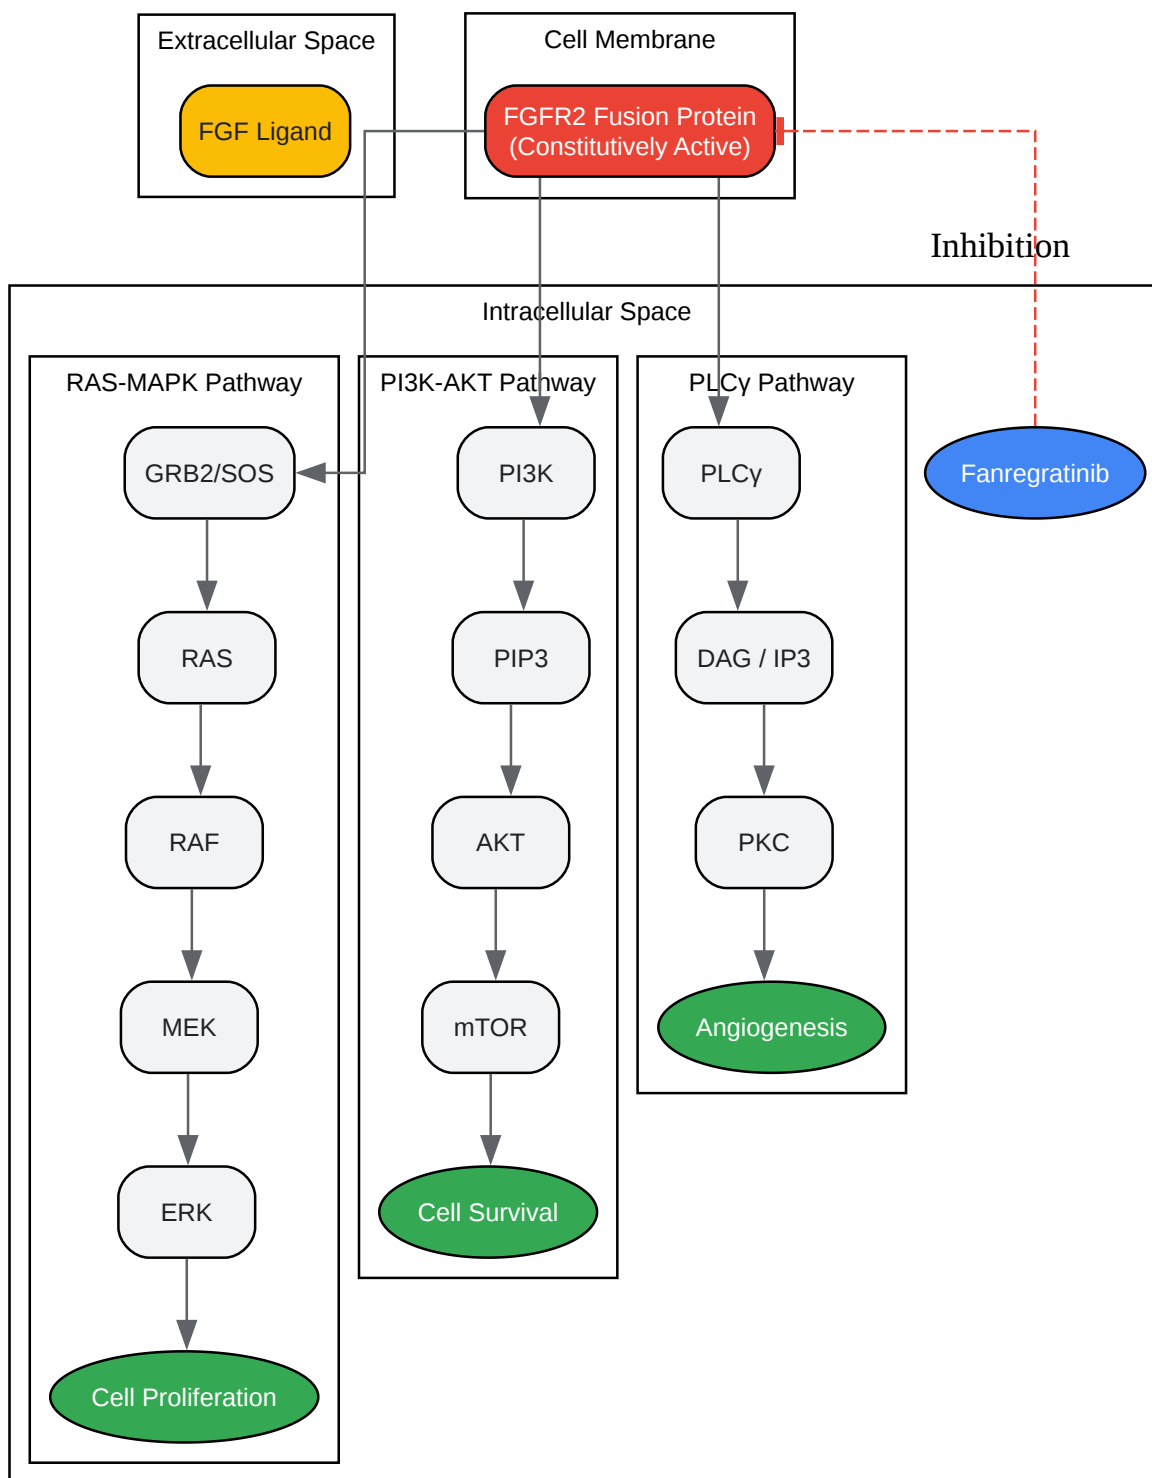 Extracellular Space
Cell Membrane
FGF Ligand
FGFR2 Fusion Protein
(Constitutively Active)
Inhibition
Intracellular Space
RAS-MAPK Pathway
PI3K-AKT Pathway
PLCγ Pathway
GRB2/SOS
PI3K
PLCγ
Fanregratinib
RAS
PIP3
DAG / IP3
RAF
AKT
PKC
MEK
mTOR
Angiogenesis
ERK
Cell Survival
Cell Proliferation